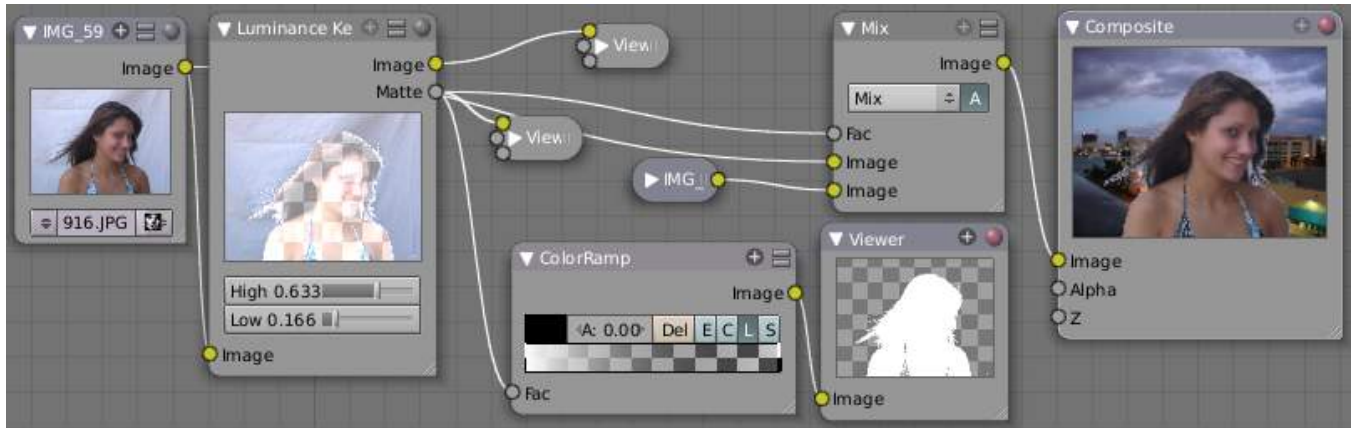 IMG_59
Image
916.JPG
Luminance Ke
Image
Matte
High 0.633
Low 0.166
Image
View
View
IMG_
Mix
Image
Mix
A
Fac
Image
Image
ColorRamp
Image
A: 0.00
Del
E
C
L
S
Fac
Viewer
Image
Composite
Image
Alpha
Z